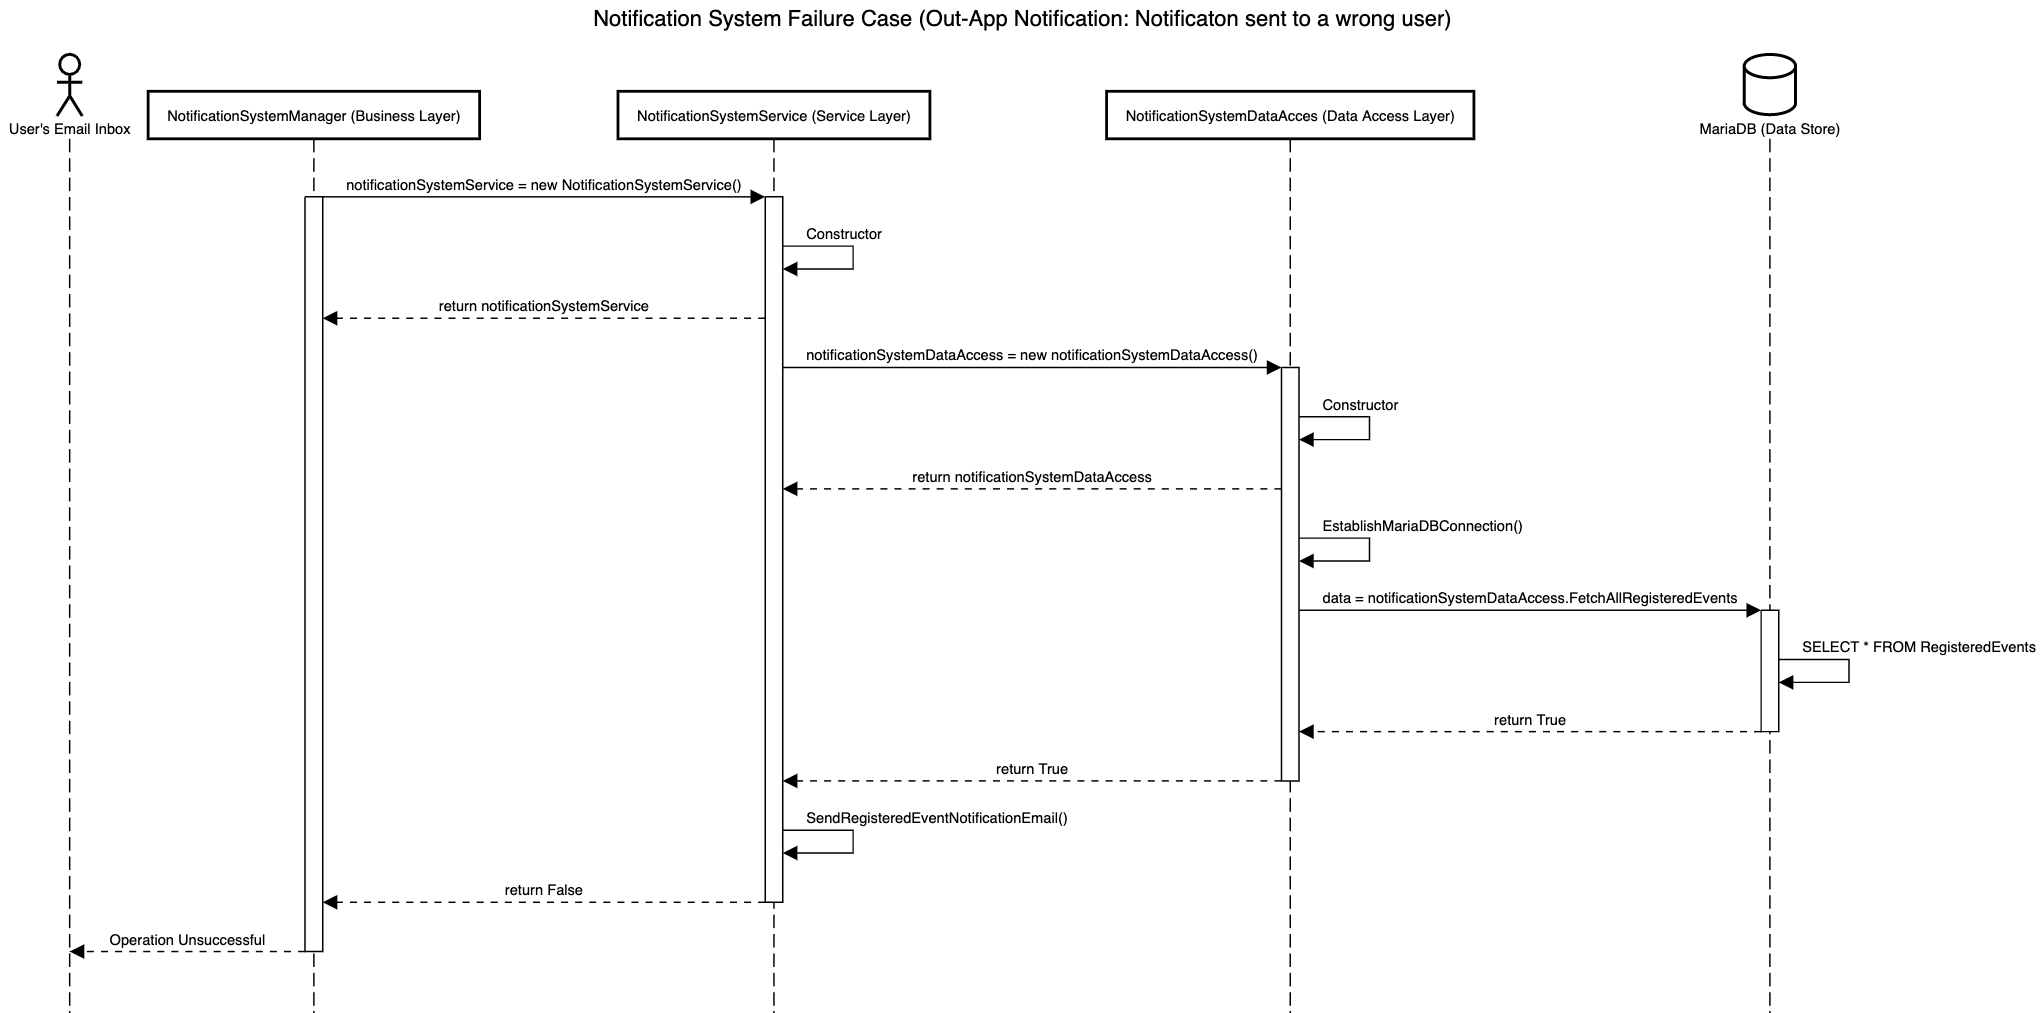 Notification System Failure Case (Out-App Notification: Notificaton sent to a wrong user)
User's Email Inbox
NotificationSystemManager (Business Layer)
NotificationSystemService (Service Layer)
NotificationSystemDataAcces (Data Access Layer)
MariaDB (Data Store)
notificationSystemService = new NotificationSystemService()
Constructor
return notificationSystemService
notificationSystemDataAccess = new notificationSystemDataAccess()
Constructor
return notificationSystemDataAccess
EstablishMariaDBConnection()
data = notificationSystemDataAccess.FetchAllRegisteredEvents
SELECT * FROM RegisteredEvents
return True
return True
SendRegisteredEventNotificationEmail()
return False
Operation Unsuccessful